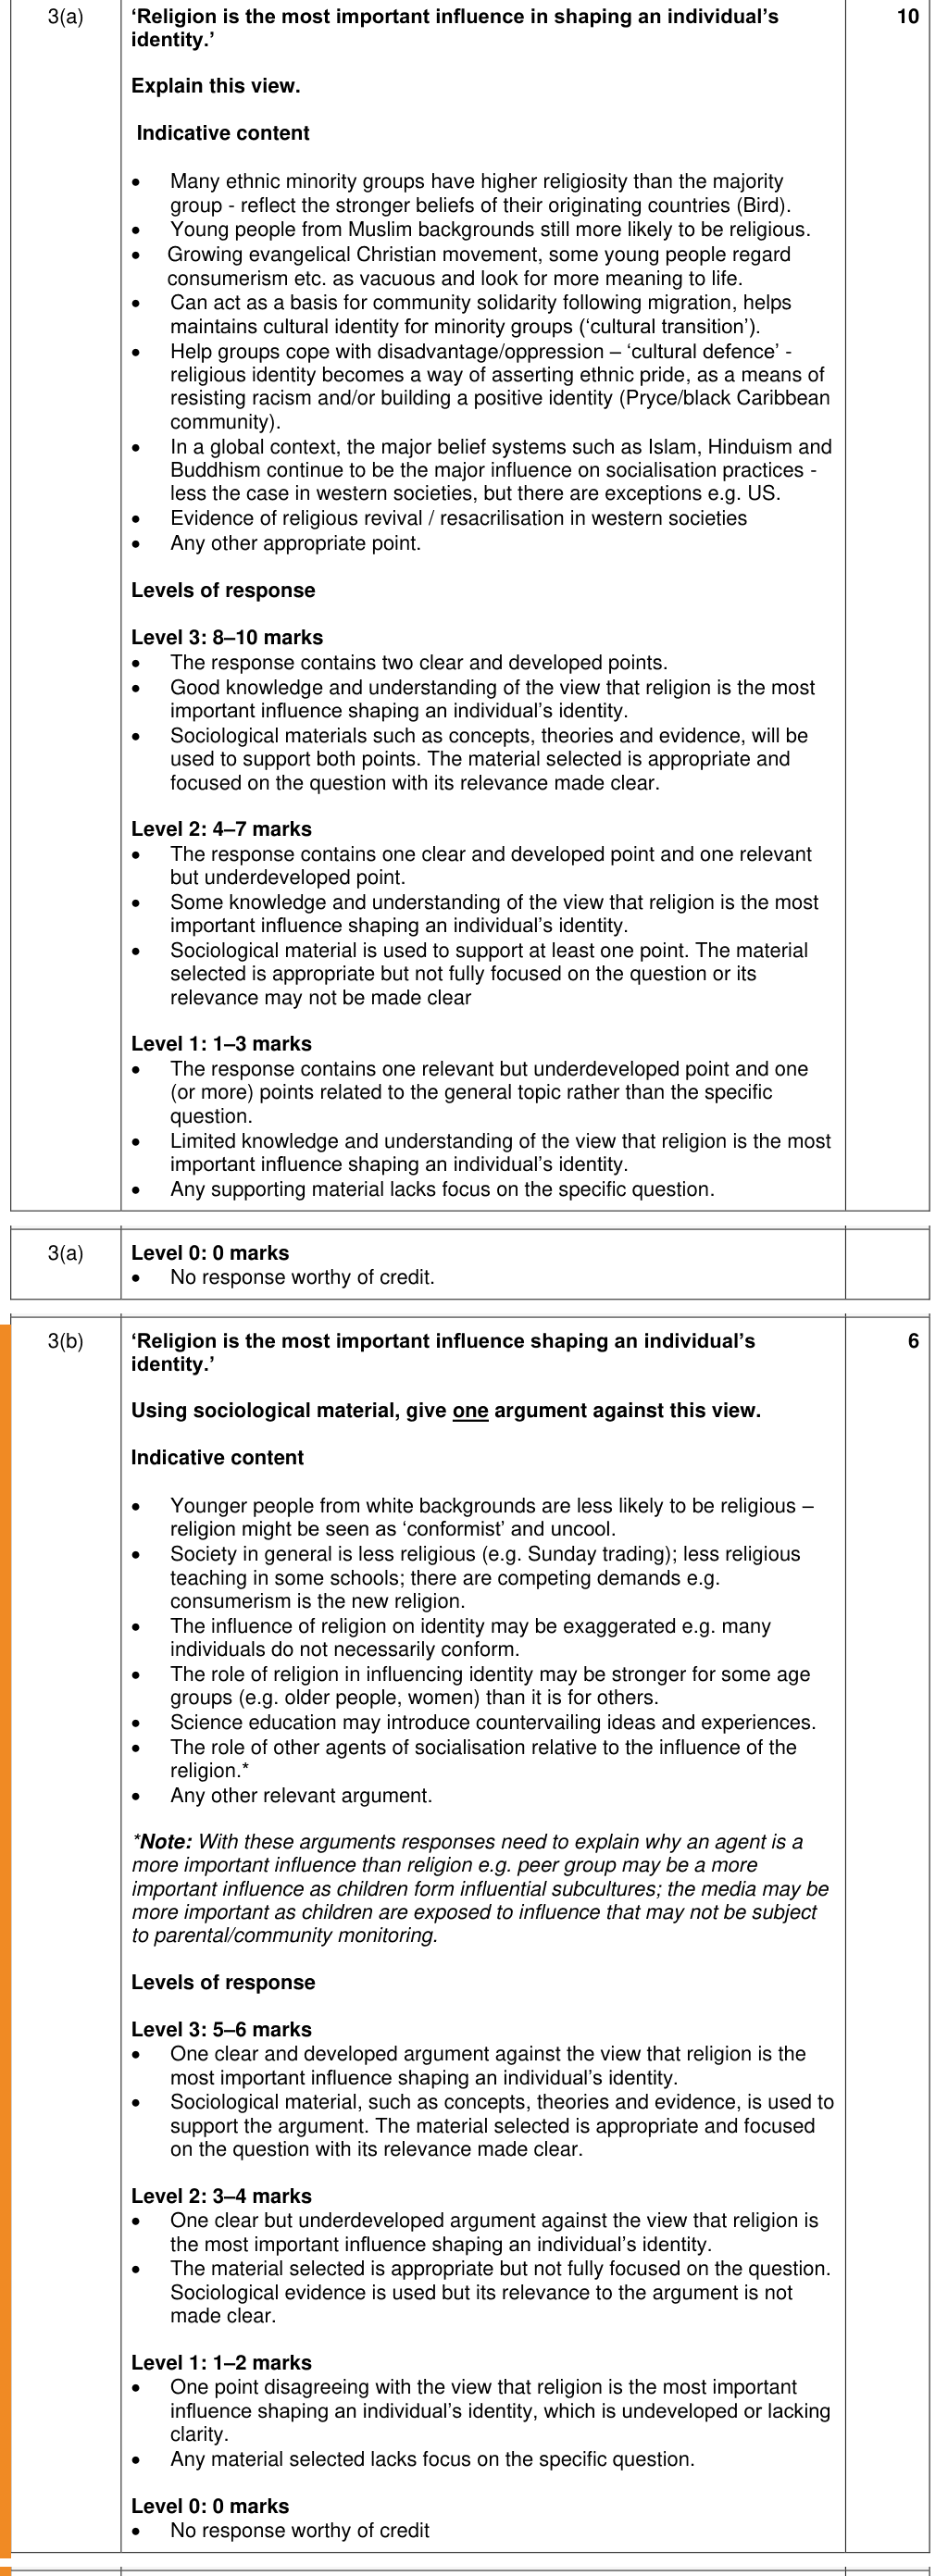 3(a) ‘Religion is the most important influence in shaping an individual’s 10
identity.’
Explain this view.
Indicative content
• Many ethnic minority groups have higher religiosity than the majority
group - reflect the stronger beliefs of their originating countries (Bird).
• Young people from Muslim backgrounds still more likely to be religious.
• Growing evangelical Christian movement, some young people regard
consumerism etc. as vacuous and look for more meaning to life.
• Can act as a basis for community solidarity following migration, helps
maintains cultural identity for minority groups (‘cultural transition’).
• Help groups cope with disadvantage/oppression – ‘cultural defence’ -
religious identity becomes a way of asserting ethnic pride, as a means of
resisting racism and/or building a positive identity (Pryce/black Caribbean
community).
• In a global context, the major belief systems such as Islam, Hinduism and
Buddhism continue to be the major influence on socialisation practices -
less the case in western societies, but there are exceptions e.g. US.
• Evidence of religious revival / resacrilisation in western societies
• Any other appropriate point.
Levels of response
Level 3: 8–10 marks
• The response contains two clear and developed points.
• Good knowledge and understanding of the view that religion is the most
important influence shaping an individual’s identity.
• Sociological materials such as concepts, theories and evidence, will be
used to support both points. The material selected is appropriate and
focused on the question with its relevance made clear.
Level 2: 4–7 marks
• The response contains one clear and developed point and one relevant
but underdeveloped point.
• Some knowledge and understanding of the view that religion is the most
important influence shaping an individual’s identity.
• Sociological material is used to support at least one point. The material
selected is appropriate but not fully focused on the question or its
relevance may not be made clear
Level 1: 1–3 marks
• The response contains one relevant but underdeveloped point and one
(or more) points related to the general topic rather than the specific
question.
• Limited knowledge and understanding of the view that religion is the most
important influence shaping an individual’s identity.
• Any supporting material lacks focus on the specific question.
3(a) Level 0: 0 marks
• No response worthy of credit.
3(b) ‘Religion is the most important influence shaping an individual’s 6
identity.’
Using sociological material, give one argument against this view.
Indicative content
• Younger people from white backgrounds are less likely to be religious –
religion might be seen as ‘conformist’ and uncool.
• Society in general is less religious (e.g. Sunday trading); less religious
teaching in some schools; there are competing demands e.g.
consumerism is the new religion.
• The influence of religion on identity may be exaggerated e.g. many
individuals do not necessarily conform.
• The role of religion in influencing identity may be stronger for some age
groups (e.g. older people, women) than it is for others.
• Science education may introduce countervailing ideas and experiences.
• The role of other agents of socialisation relative to the influence of the
religion.*
• Any other relevant argument.
*Note: With these arguments responses need to explain why an agent is a
more important influence than religion e.g. peer group may be a more
important influence as children form influential subcultures; the media may be
more important as children are exposed to influence that may not be subject
to parental/community monitoring.
Levels of response
Level 3: 5–6 marks
• One clear and developed argument against the view that religion is the
most important influence shaping an individual’s identity.
• Sociological material, such as concepts, theories and evidence, is used to
support the argument. The material selected is appropriate and focused
on the question with its relevance made clear.
Level 2: 3–4 marks
• One clear but underdeveloped argument against the view that religion is
the most important influence shaping an individual’s identity.
• The material selected is appropriate but not fully focused on the question.
Sociological evidence is used but its relevance to the argument is not
made clear.
Level 1: 1–2 marks
• One point disagreeing with the view that religion is the most important
influence shaping an individual’s identity, which is undeveloped or lacking
clarity.
• Any material selected lacks focus on the specific question.
Level 0: 0 marks
• No response worthy of credit